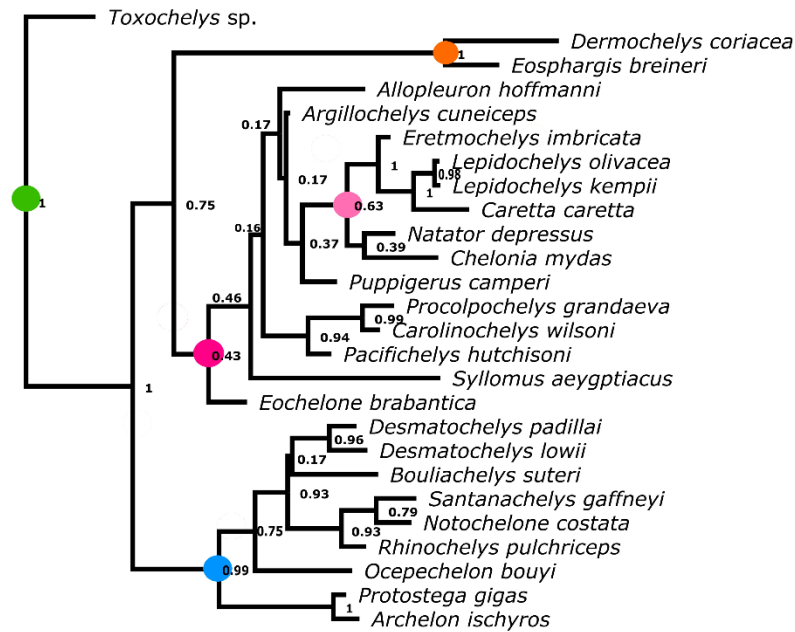 Toxochelys sp.
Dermochelys coriacea
1
Eosphargis breineri
Allopleuron hoffmanni
Argillochelys cuneiceps
0.17
Eretmochelys imbricata
Lepidochelys olivacea
1
0.98
0.17
Lepidochelys kempii
1
1
0.75
0.63
Caretta caretta
0.16
Natator depressus
0.37
0.39
Chelonia mydas
Puppigerus camperi
0.46
Procolpochelys grandaeva
0.99
Carolinochelys wilsoni
0.94
0.43
Pacifichelys hutchisoni
Syllomus aeygptiacus
1
Eochelone brabantica
Desmatochelys padillai
0.96
Desmatochelys lowii
0.17
Bouliachelys suteri
0.93
Santanachelys gaffneyi
0.79
Notochelone costata
0.75
0.93
Rhinochelys pulchriceps
0.99
Ocepechelon bouyi
Protostega gigas
1
Archelon ischyros